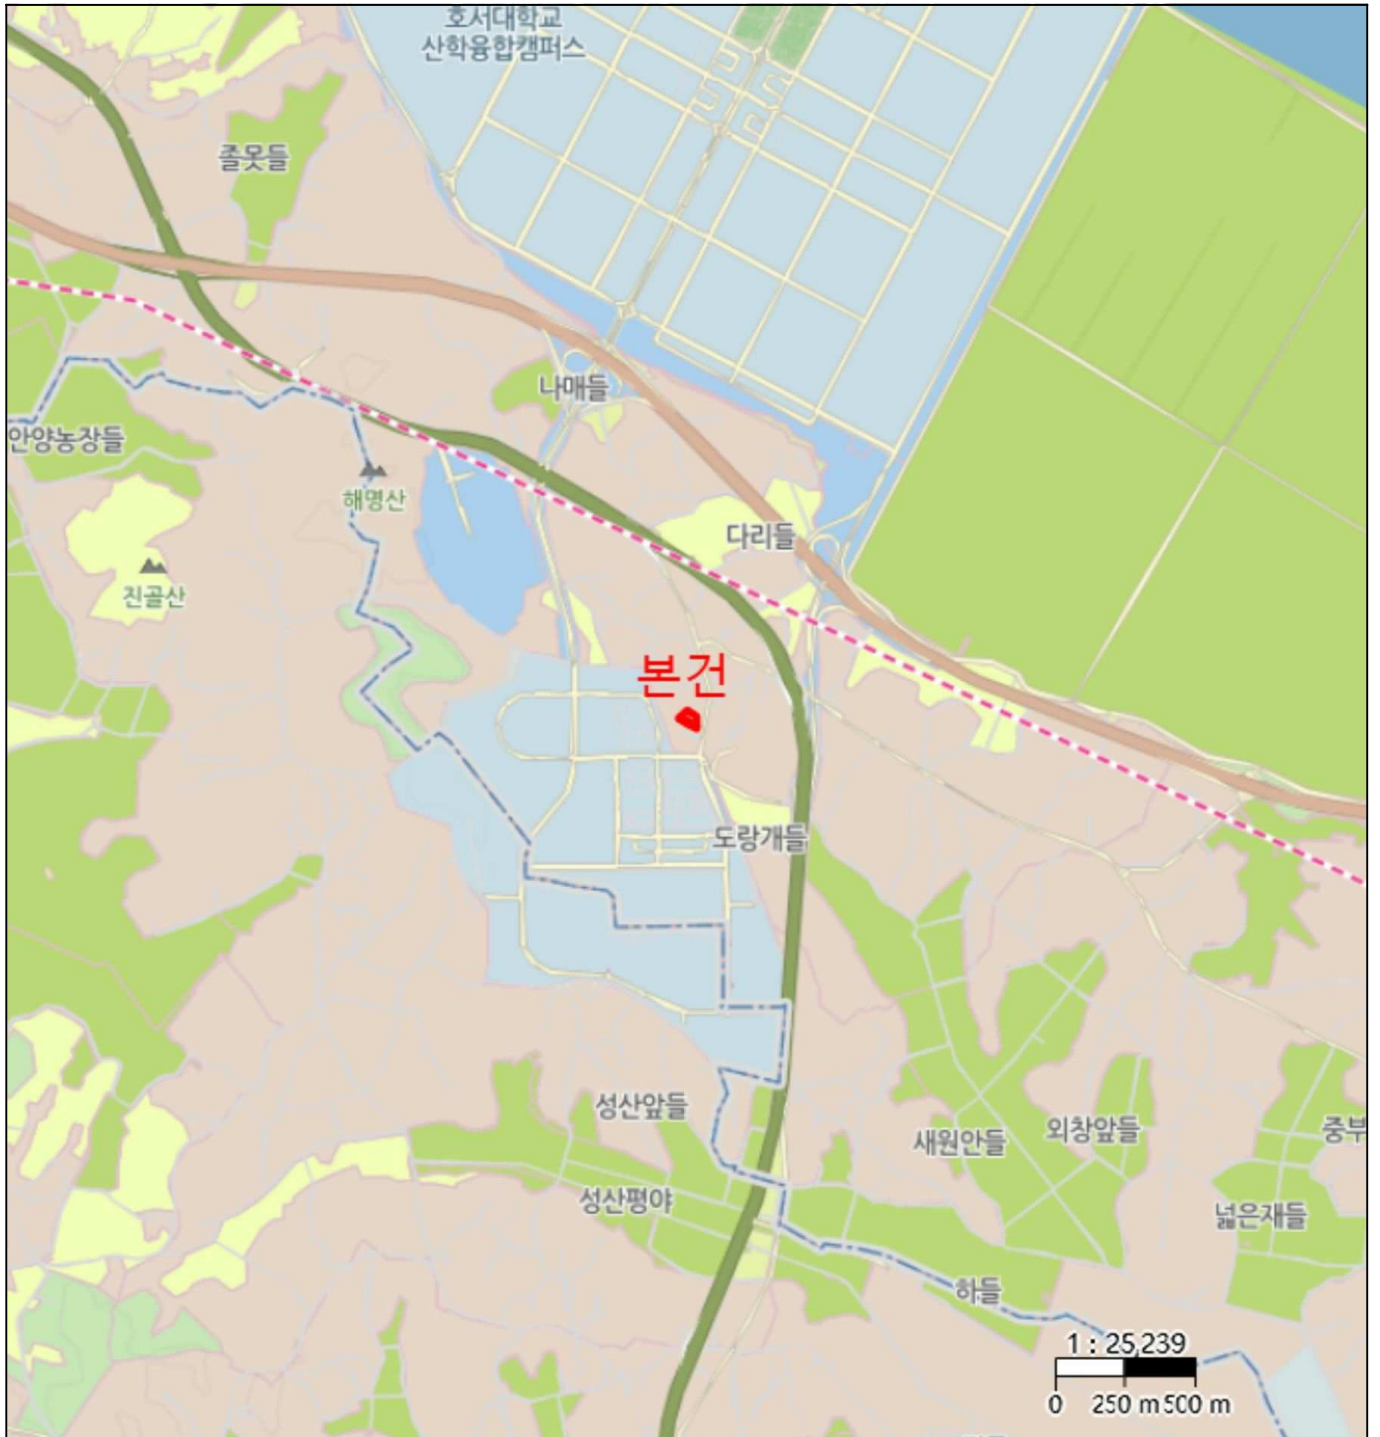 호서대학교
산학융합캠퍼스
졸못들
나매들
안양농장들
해명산
다리들
진골산
본건
도랑개들
성산앞들
새원안들
외창앞들
중부
성산평야
넓은재들
하들
1 : 25,239
0 250 m 500 m